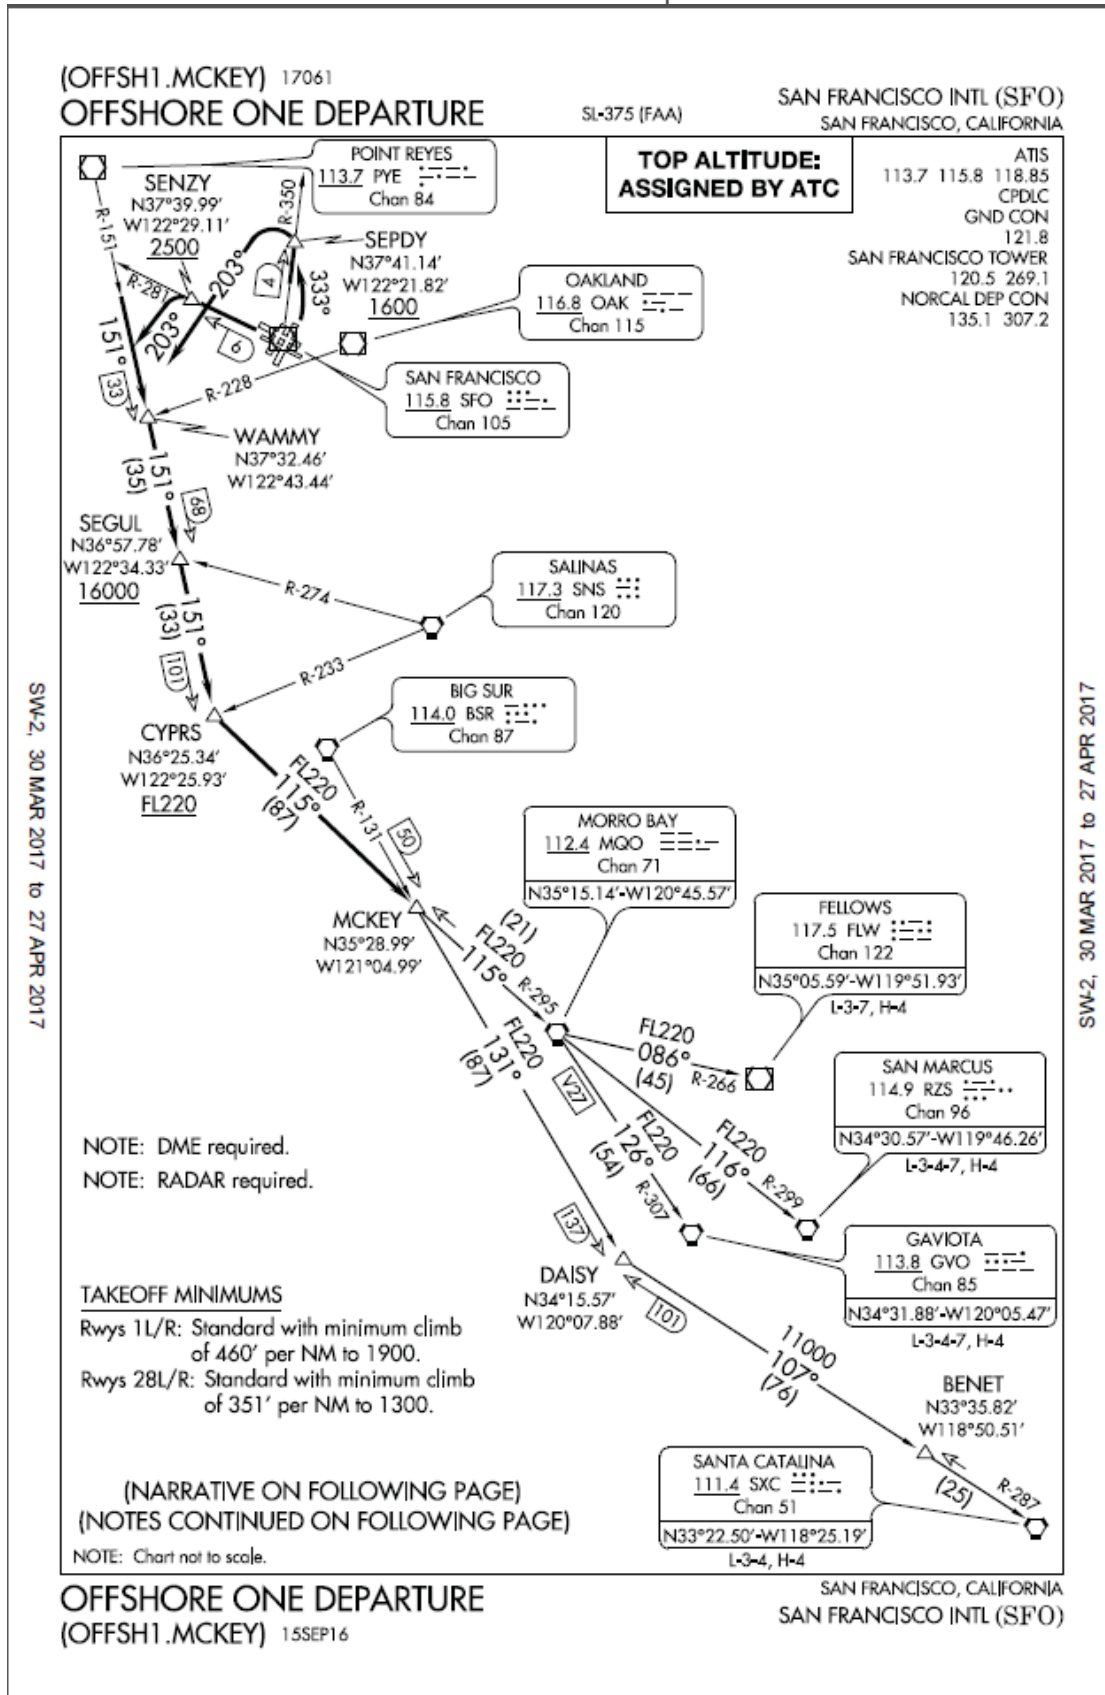 (OFFSH1.MCKEY) 17061
OFFSHORE ONE DEPARTURE
SL-375 (FAA)
SAN FRANCISCO INTL (SFO)
SAN FRANCISCO, CALIFORNIA
TOP ALTITUDE:
ASSIGNED BY ATC
ATIS
113.7 115.8 118.85
CPDLC
GND CON
121.8
SAN FRANCISCO TOWER
120.5 269.1
NORCAL DEP CON
135.1 307.2
POINT REYES
113.7 PYE
Chan 84
SENZY
N37°39.99′
W122°29.11′
2500
R-350
R-151
R-281
203°
4
333°
SEPDY
N37°41.14′
W122°21.82′
1600
OAKLAND
116.8 OAK
Chan 115
151°
203°
6
33
R-228
SAN FRANCISCO
115.8 SFO
Chan 105
WAMMY
N37°32.46′
W122°43.44′
151°
(35)
68
SEGUL
N36°57.78′
W122°34.33′
16000
R-274
SALINAS
117.3 SNS
Chan 120
151°
(33)
101
R-233
CYPRS
N36°25.34′
W122°25.93′
FL220
BIG SUR
114.0 BSR
Chan 87
FL220
115°
(87)
R-131
50
MCKEY
N35°28.99′
W121°04.99′
MORRO BAY
112.4 MQO
Chan 71
N35°15.14′-W120°45.57′
(21)
FL220
115°
R-295
FELLOWS
117.5 FLW
Chan 122
N35°05.59′-W119°51.93′
L-3-7, H-4
FL220
131°
(87)
FL220
086°
(45)
R-266
SAN MARCUS
114.9 RZS
Chan 96
N34°30.57′-W119°46.26′
L-3-4-7, H-4
V27
FL220
126°
(54)
R-307
FL220
116°
(66)
R-299
GAVIOTA
113.8 GVO
Chan 85
N34°31.88′-W120°05.47′
L-3-4-7, H-4
NOTE: DME required.
NOTE: RADAR required.
137
DAISY
N34°15.57′
W120°07.88′
101
11000
107°
(76)
BENET
N33°35.82′
W118°50.51′
(25)
R-287
SANTA CATALINA
111.4 SXC
Chan 51
N33°22.50′-W118°25.19′
L-3-4, H-4
TAKEOFF MINIMUMS
Rwys 1L/R: Standard with minimum climb
of 460′ per NM to 1900.
Rwys 28L/R: Standard with minimum climb
of 351′ per NM to 1300.
(NARRATIVE ON FOLLOWING PAGE)
(NOTES CONTINUED ON FOLLOWING PAGE)
NOTE: Chart not to scale.
SW-2, 30 MAR 2017 to 27 APR 2017
SW-2, 30 MAR 2017 to 27 APR 2017
OFFSHORE ONE DEPARTURE
(OFFSH1.MCKEY) 15SEP16
SAN FRANCISCO, CALIFORNIA
SAN FRANCISCO INTL (SFO)